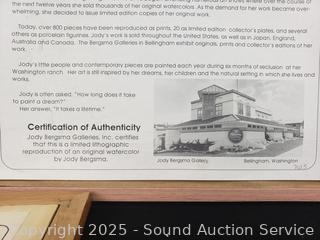 the next twelve years she sold thousands of her original watercolors. As the demand for her work became over-
whelming, she decided to issue limited edition copies of her original work.
Today, over 800 pieces have been reproduced as prints, 20 as limited edition collector's plates, and several
others as porcelain figurines. Jody's work is sold throughout the United States, as well as in Japan, England,
Australia and Canada. The Bergsma Galleries in Bellingham exhibit originals, prints and collector's editions of her
work.
Jody's little people and contemporary pieces are painted each year during six months of seclusion at her
Washington ranch. Her art is still inspired by her dreams, her children and the natural setting in which she lives and
works.
Jody is often asked, "How long does it take
to paint a dream?"
Her answer, "It takes a lifetime."
Certification of Authenticity
Jody Bergsma Galleries, Inc. certifies
that this is a limited lithographic
reproduction of an original watercolor
by Jody Bergsma.
Jody Bergsma Gallery
Bellingham, Washington
Copyright 2025 - Sound Auction Service